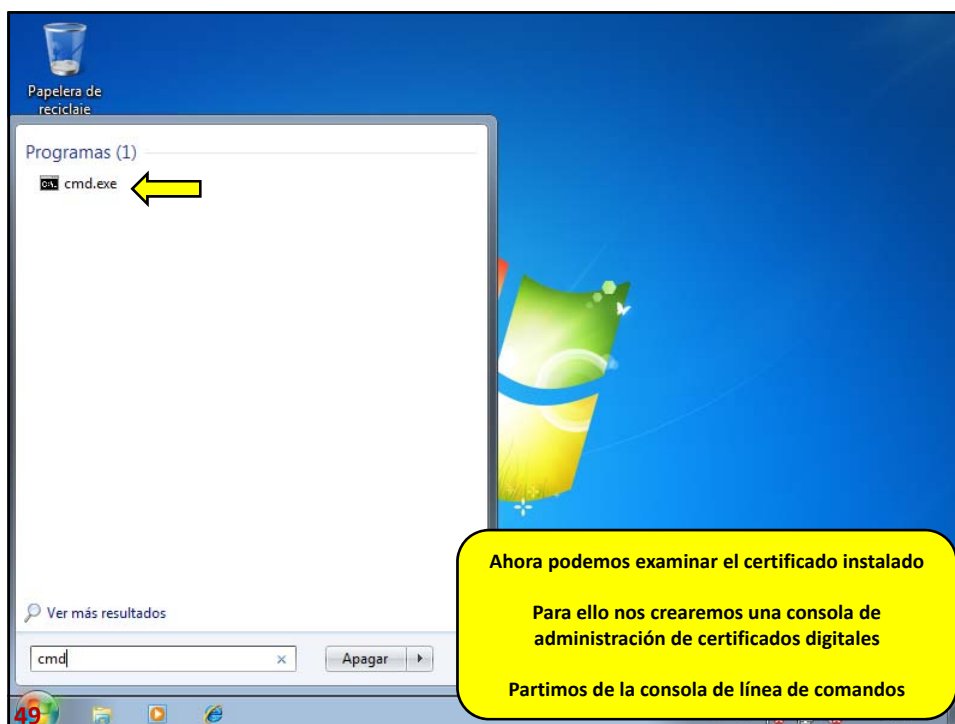 Papelera de
reciclaje
Programas (1)
cmd.exe
Ver más resultados
cmd
Apagar
Ahora podemos examinar el certificado instalado
Para ello nos crearemos una consola de
administración de certificados digitales
Partimos de la consola de línea de comandos
49